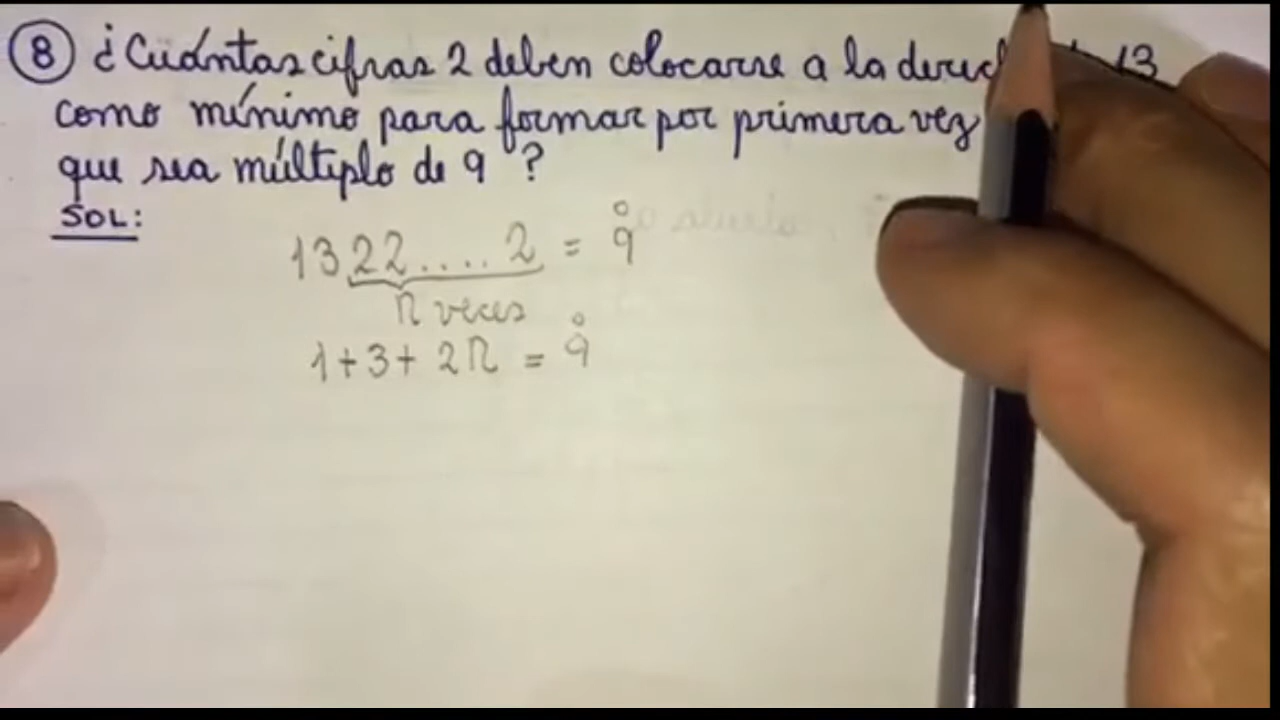 8 ¿Cuántas cifras 2 deben colocarse a la 13
como mínimo para formar por primera vez
que sea múltiplo de 9 ?
SOL:
1322....2 = 9̊
n veces
1+3+ 2n = 9̊